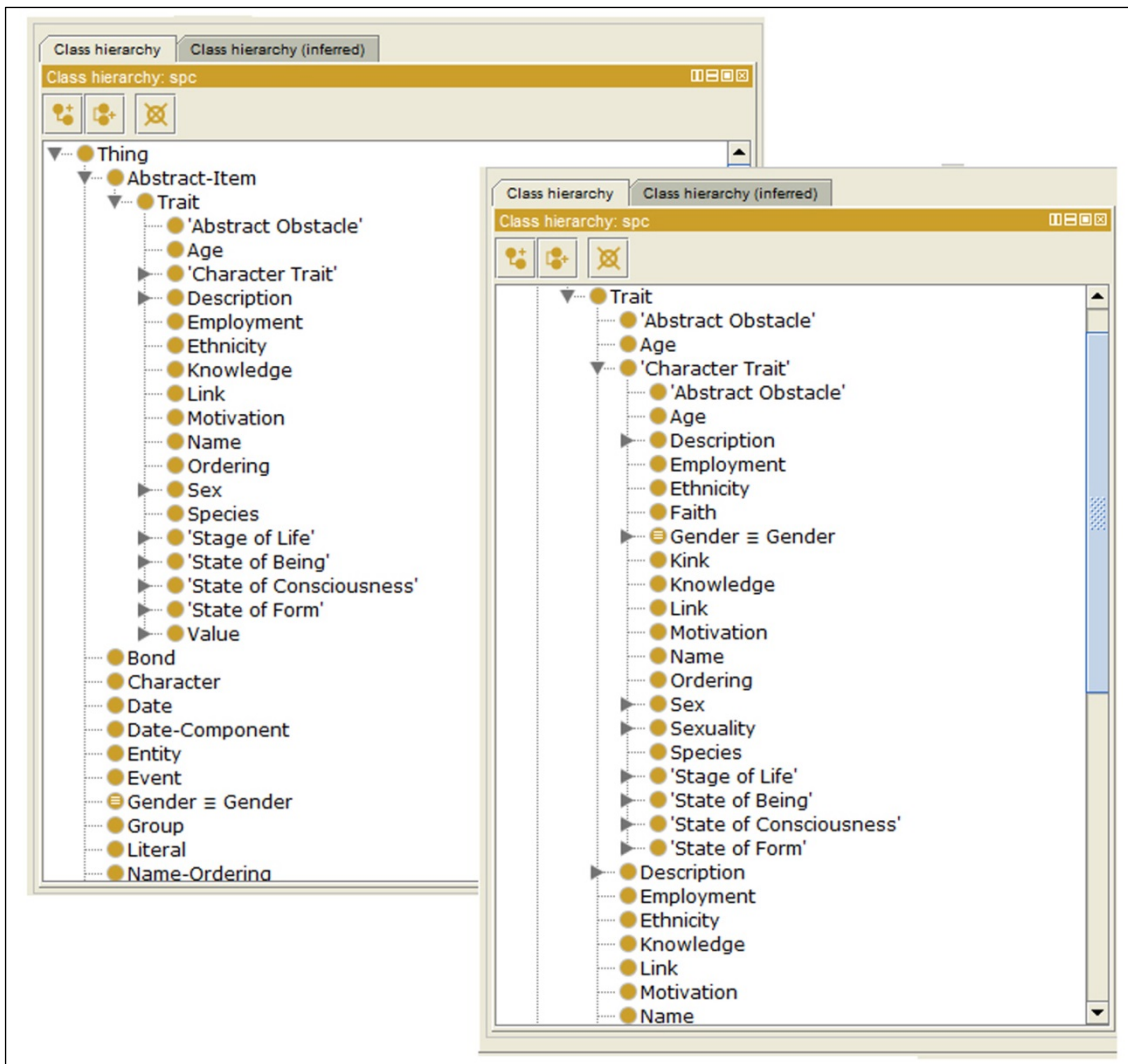 Class hierarchy
Class hierarchy (inferred)
Class hierarchy: spc
Thing
Abstract-Item
Trait
'Abstract Obstacle'
Age
'Character Trait'
Description
Employment
Ethnicity
Knowledge
Link
Motivation
Name
Ordering
Sex
Species
'Stage of Life'
'State of Being'
'State of Consciousness'
'State of Form'
Value
Bond
Character
Date
Date-Component
Entity
Event
Gender ≡ Gender
Group
Literal
Name-Ordering
Class hierarchy
Class hierarchy (inferred)
Class hierarchy: spc
Trait
'Abstract Obstacle'
Age
'Character Trait'
'Abstract Obstacle'
Age
Description
Employment
Ethnicity
Faith
Gender ≡ Gender
Kink
Knowledge
Link
Motivation
Name
Ordering
Sex
Sexuality
Species
'Stage of Life'
'State of Being'
'State of Consciousness'
'State of Form'
Description
Employment
Ethnicity
Knowledge
Link
Motivation
Name